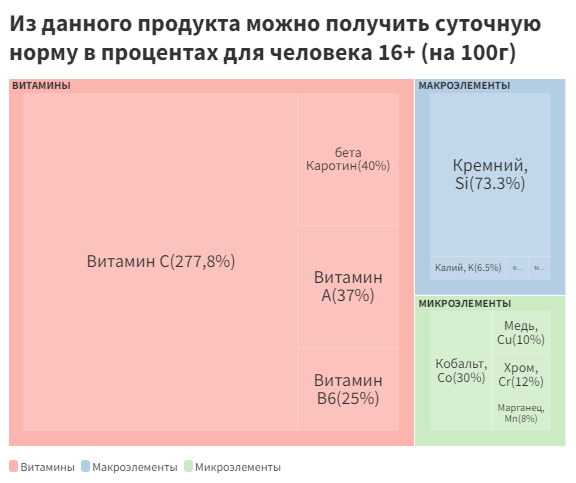 Из данного продукта можно получить суточную
норму в процентах для человека 16+ (на 100г)
ВИТАМИНЫ
Витамин C(277,8%)
бета
Каротин(40%)
Витамин
A(37%)
Витамин
B6(25%)
МАКРОЭЛЕМЕНТЫ
Кремний,
Si(73.3%)
Калий, K(6.5%)
Ф...
М...
МИКРОЭЛЕМЕНТЫ
Кобальт,
Co(30%)
Медь,
Cu(10%)
Хром,
Cr(12%)
Марганец,
Mn(8%)
Витамины Макроэлементы Микроэлементы